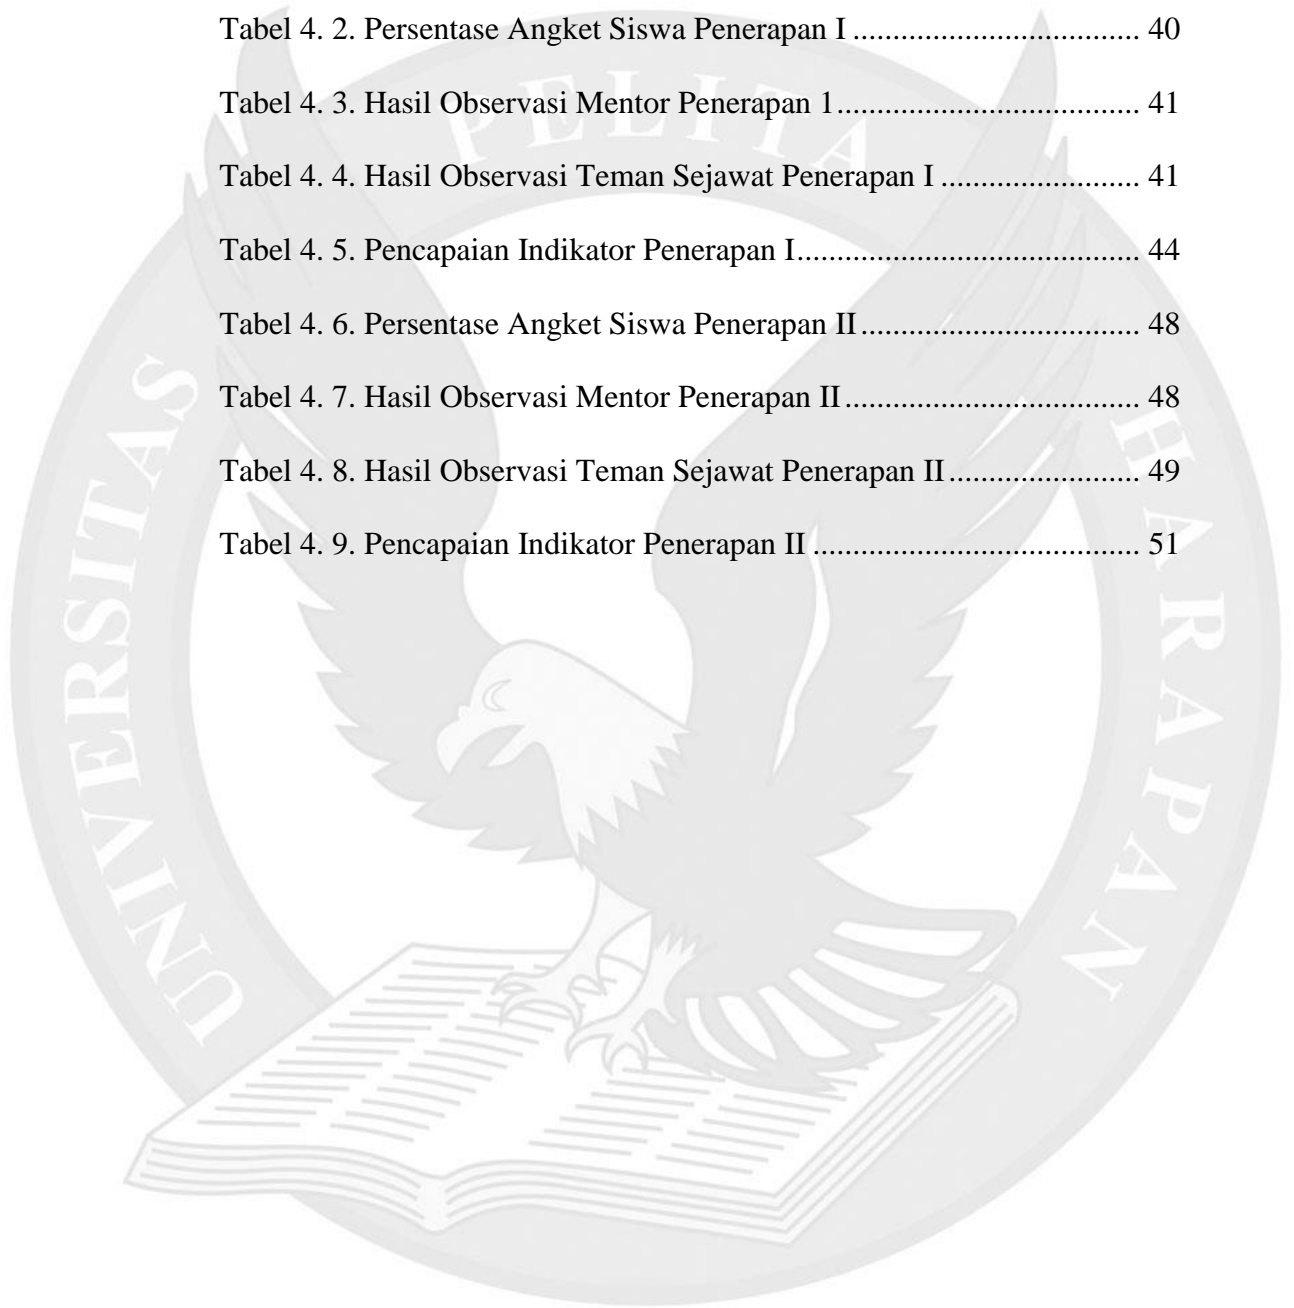 Tabel 4. 2. Persentase Angket Siswa Penerapan I .................................... 40
Tabel 4. 3. Hasil Observasi Mentor Penerapan 1...................................... 41
Tabel 4. 4. Hasil Observasi Teman Sejawat Penerapan I ......................... 41
Tabel 4. 5. Pencapaian Indikator Penerapan I........................................... 44
Tabel 4. 6. Persentase Angket Siswa Penerapan II ................................... 48
Tabel 4. 7. Hasil Observasi Mentor Penerapan II ..................................... 48
Tabel 4. 8. Hasil Observasi Teman Sejawat Penerapan II ........................ 49
Tabel 4. 9. Pencapaian Indikator Penerapan II ......................................... 51
UNIVERSITAS PELITA HARAPAN